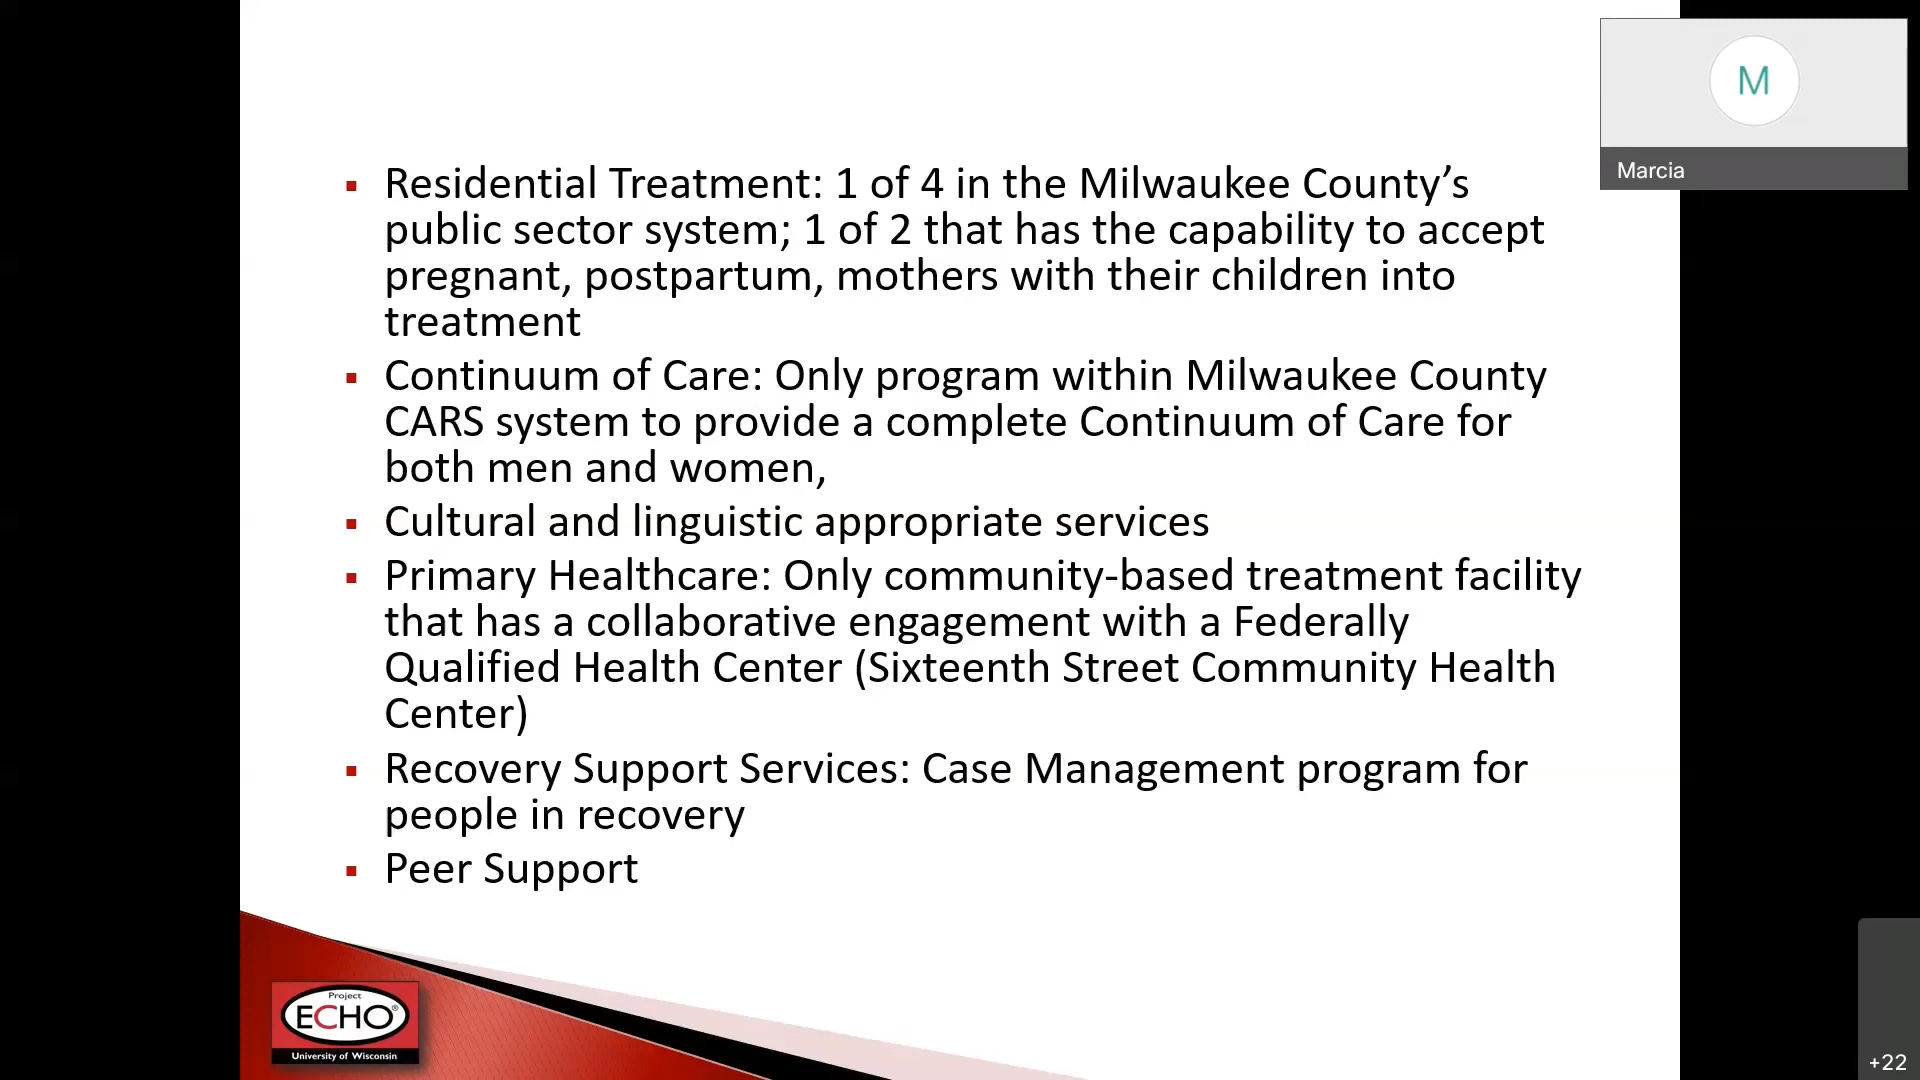 M
Marcia
▪ Residential Treatment: 1 of 4 in the Milwaukee County’s
public sector system; 1 of 2 that has the capability to accept
pregnant, postpartum, mothers with their children into
treatment
▪ Continuum of Care: Only program within Milwaukee County
CARS system to provide a complete Continuum of Care for
both men and women,
▪ Cultural and linguistic appropriate services
▪ Primary Healthcare: Only community-based treatment facility
that has a collaborative engagement with a Federally
Qualified Health Center (Sixteenth Street Community Health
Center)
▪ Recovery Support Services: Case Management program for
people in recovery
▪ Peer Support
Project
ECHO®
University of Wisconsin
+22